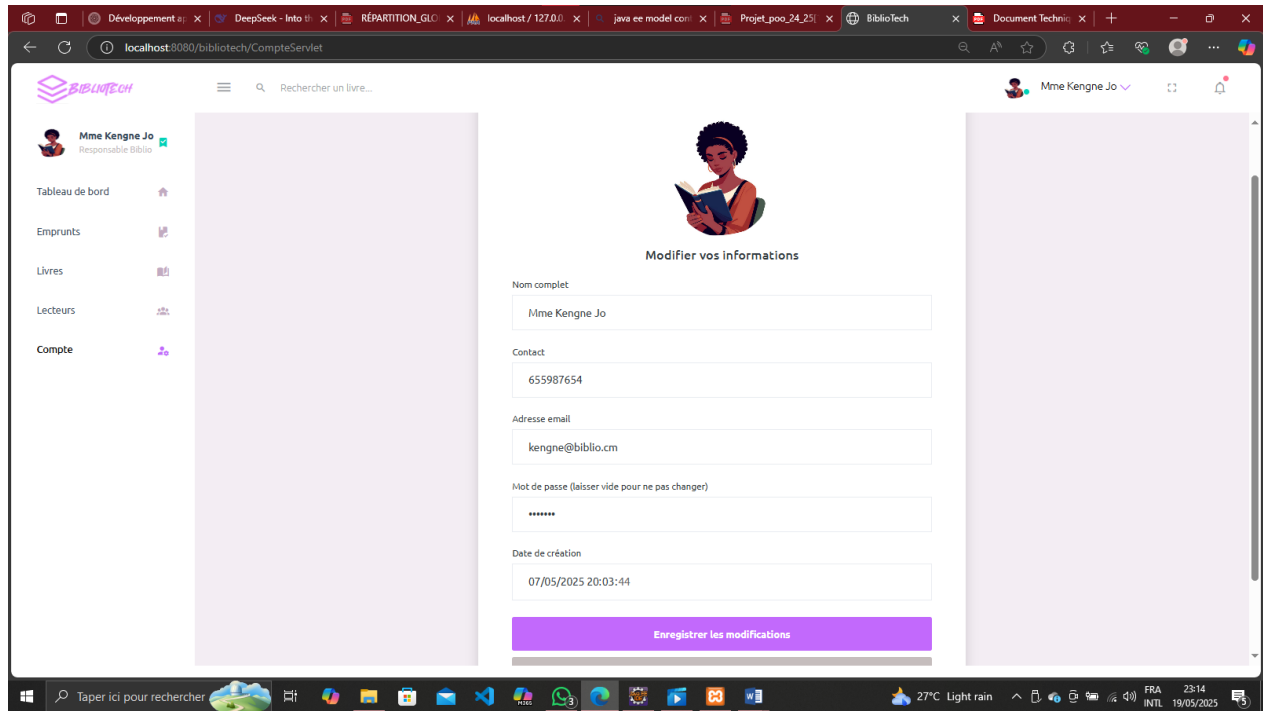 Développement ap
DeepSeek - Into th
RÉPARTITION_GLO
localhost / 127.0.0.
java ee model cont
Projet_poo_24_25[
BiblioTech
Document Techniq
localhost:8080/bibliotech/CompteServlet
BIBLIOTECH
Rechercher un livre...
Mme Kengne Jo
Mme Kengne Jo
Responsable Biblio
Tableau de bord
Emprunts
Livres
Lecteurs
Compte
Modifier vos informations
Nom complet
Mme Kengne Jo
Contact
655987654
Adresse email
kengne@biblio.cm
Mot de passe (laisser vide pour ne pas changer)
•••••••
Date de création
07/05/2025 20:03:44
Enregistrer les modifications
Taper ici pour rechercher
27°C Light rain
FRA
INTL
23:14
19/05/2025